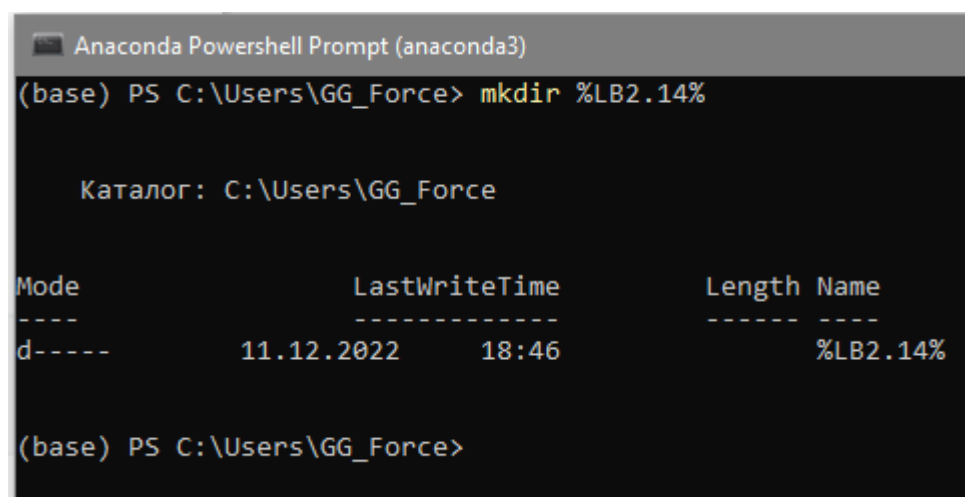 Anaconda Powershell Prompt (anaconda3)
(base) PS C:\Users\GG_Force> mkdir %LB2.14%
Каталог: C:\Users\GG_Force
Mode LastWriteTime Length Name
---- ------------- ------ ----
d----- 11.12.2022 18:46 %LB2.14%
(base) PS C:\Users\GG_Force>